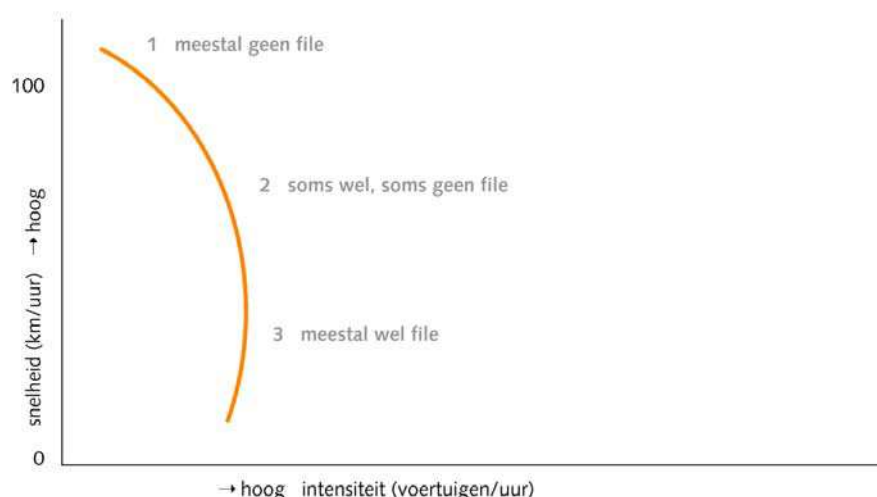 1 meestal geen file
100
2 soms wel, soms geen file
snelheid (km/uur) → hoog
3 meestal wel file
0
→ hoog intensiteit (voertuigen/uur)